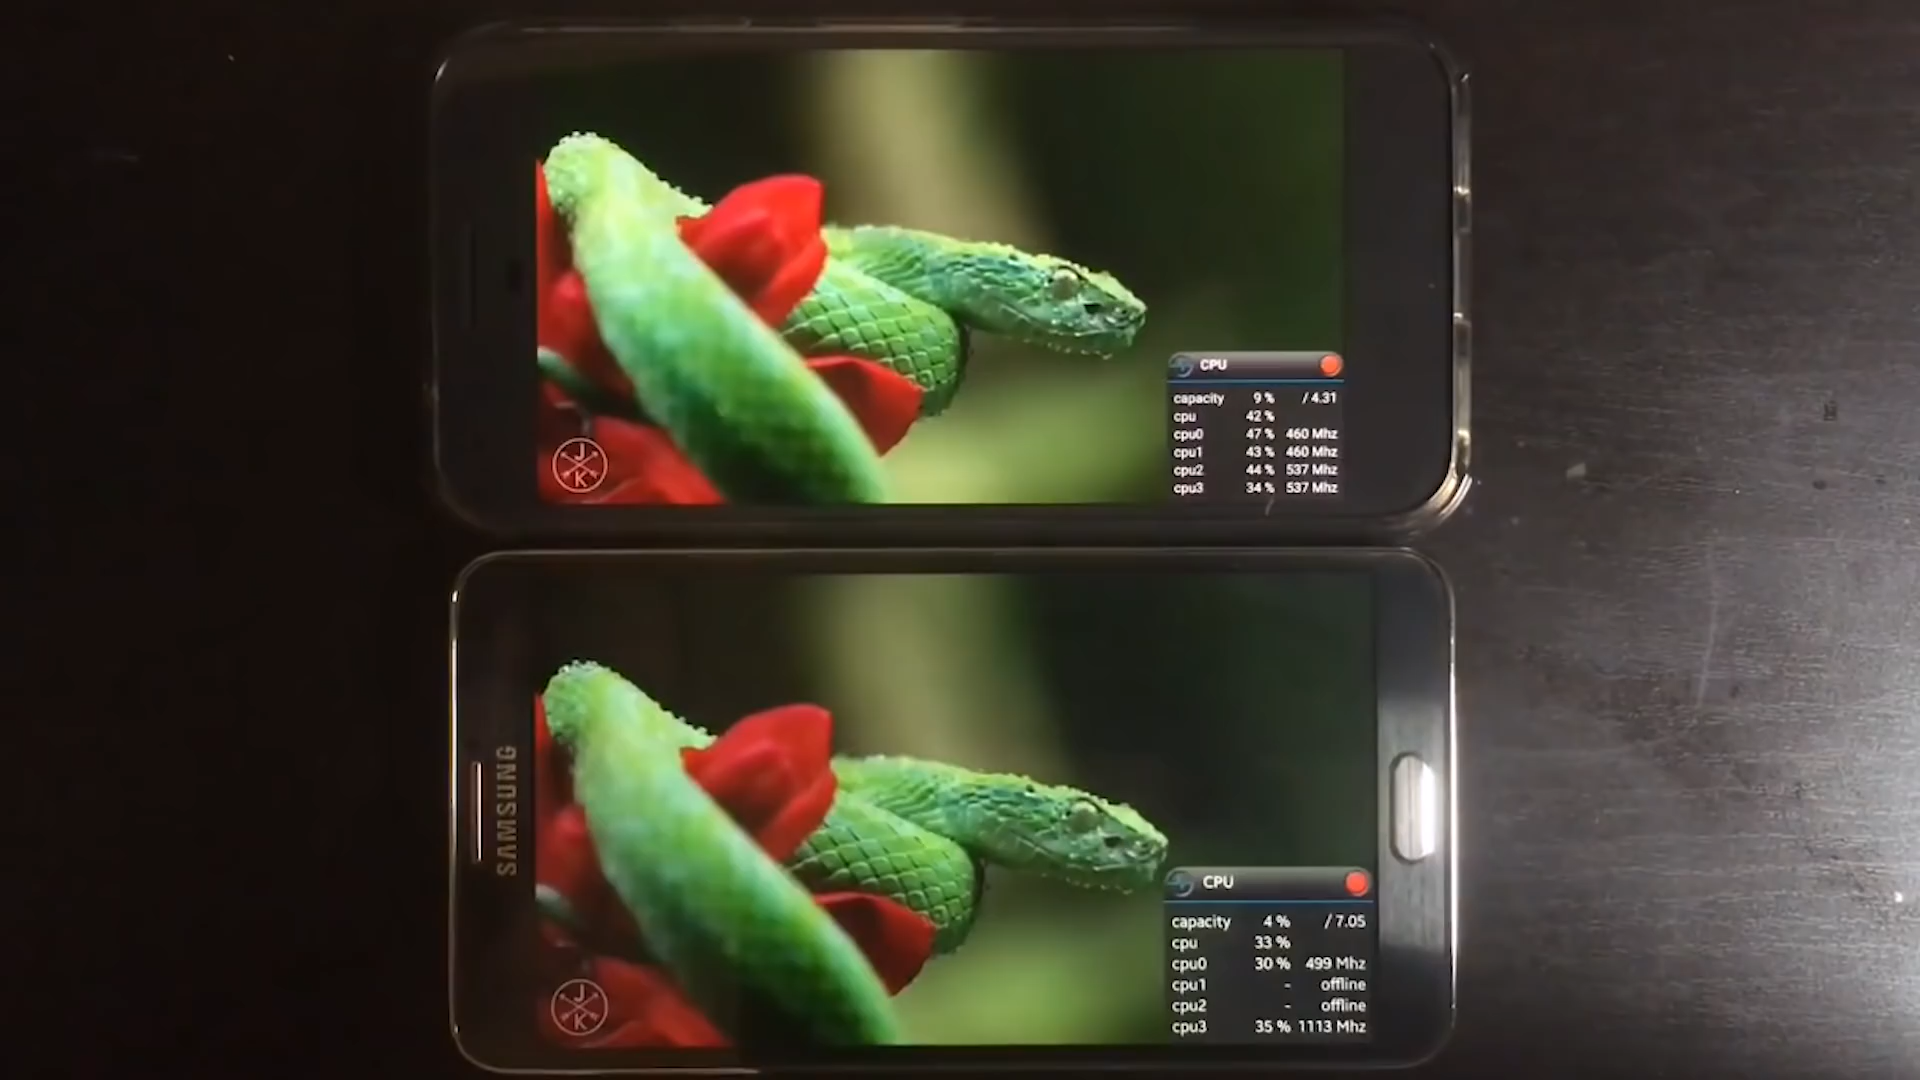 CPU
capacity 9 % / 4.31
cpu 42 %
cpu0 47 % 460 Mhz
cpu1 43 % 460 Mhz
cpu2 44 % 537 Mhz
cpu3 34 % 537 Mhz
J
K
SAMSUNG
CPU
capacity 4 % / 7.05
cpu 33 %
cpu0 30 % 499 Mhz
cpu1 - offline
cpu2 - offline
cpu3 35 % 1113 Mhz
J
K